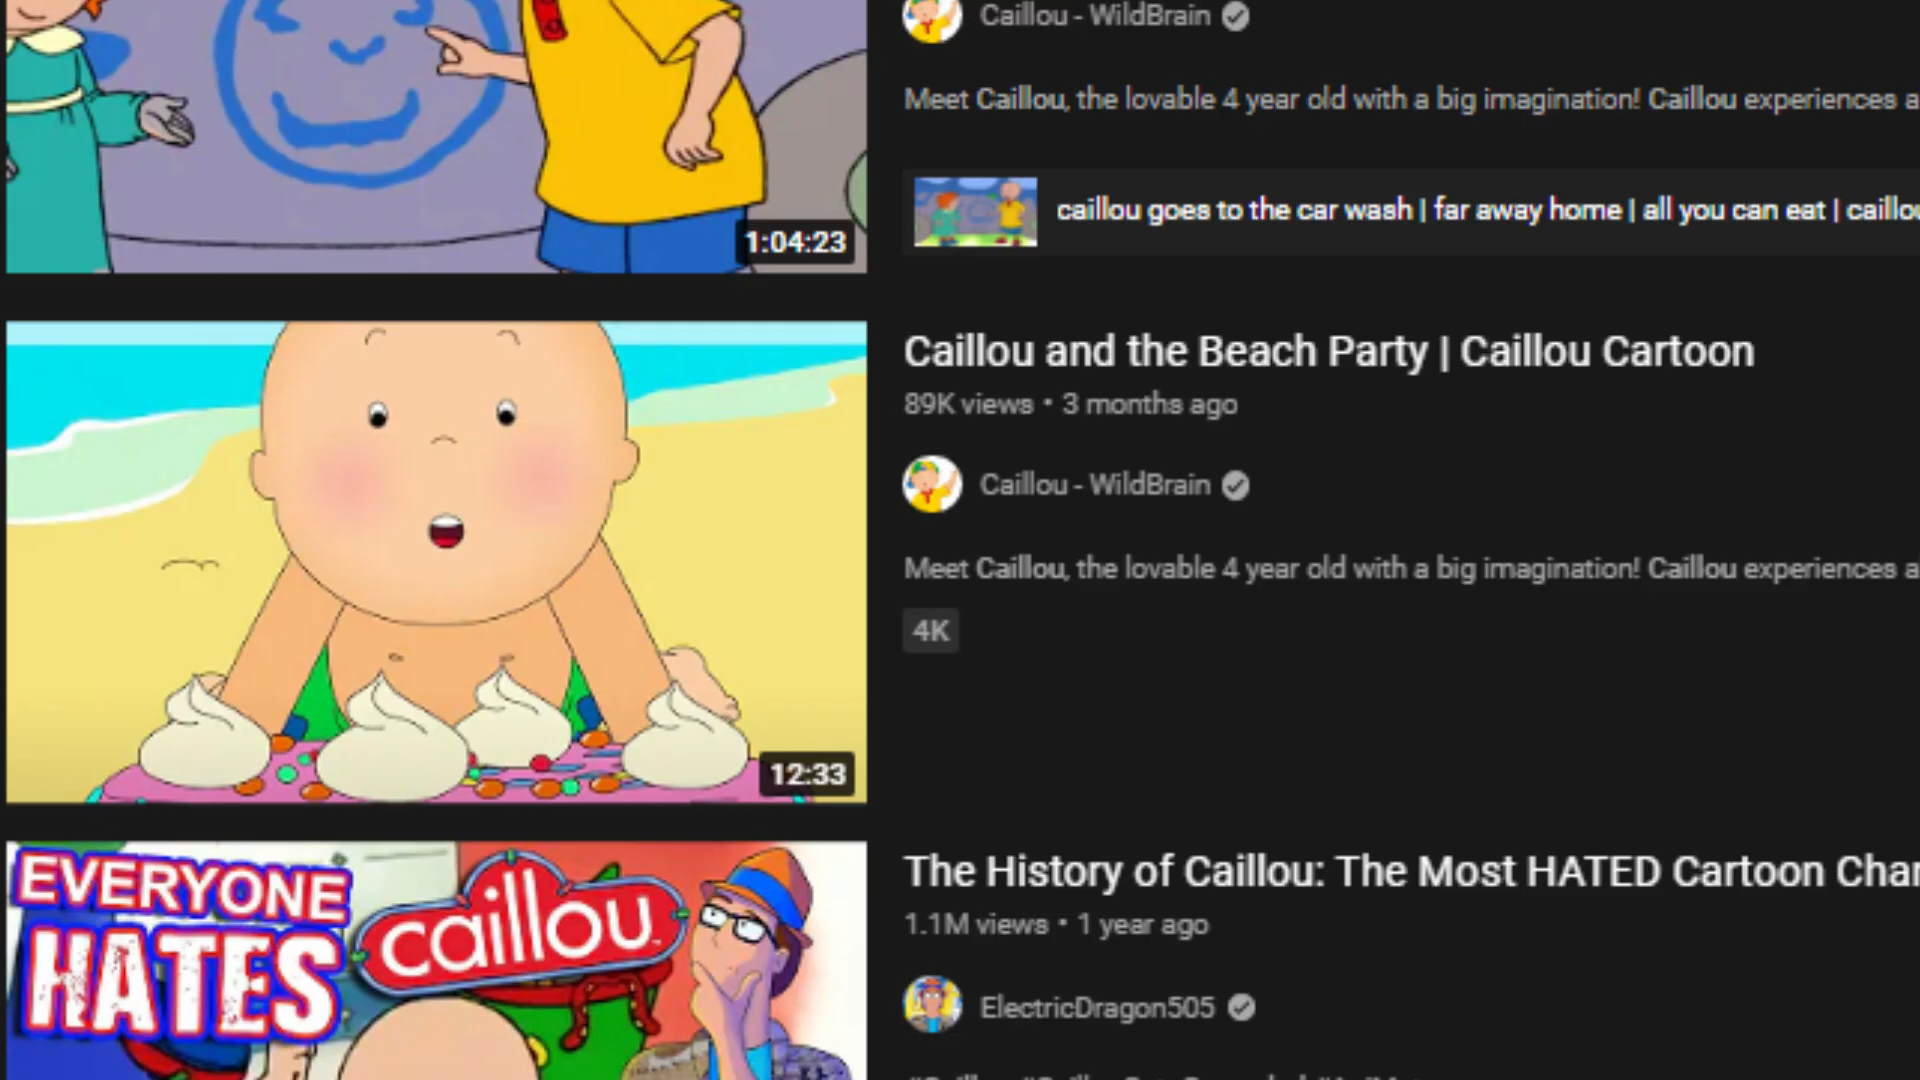 Caillou - WildBrain
Meet Caillou, the lovable 4 year old with a big imagination! Caillou experiences a
caillou goes to the car wash | far away home | all you can eat | caillou
1:04:23
Caillou and the Beach Party | Caillou Cartoon
89K views • 3 months ago
Caillou - WildBrain
Meet Caillou, the lovable 4 year old with a big imagination! Caillou experiences a
4K
12:33
EVERYONE
HATES
caillou
The History of Caillou: The Most HATED Cartoon Char
1.1M views • 1 year ago
ElectricDragon505